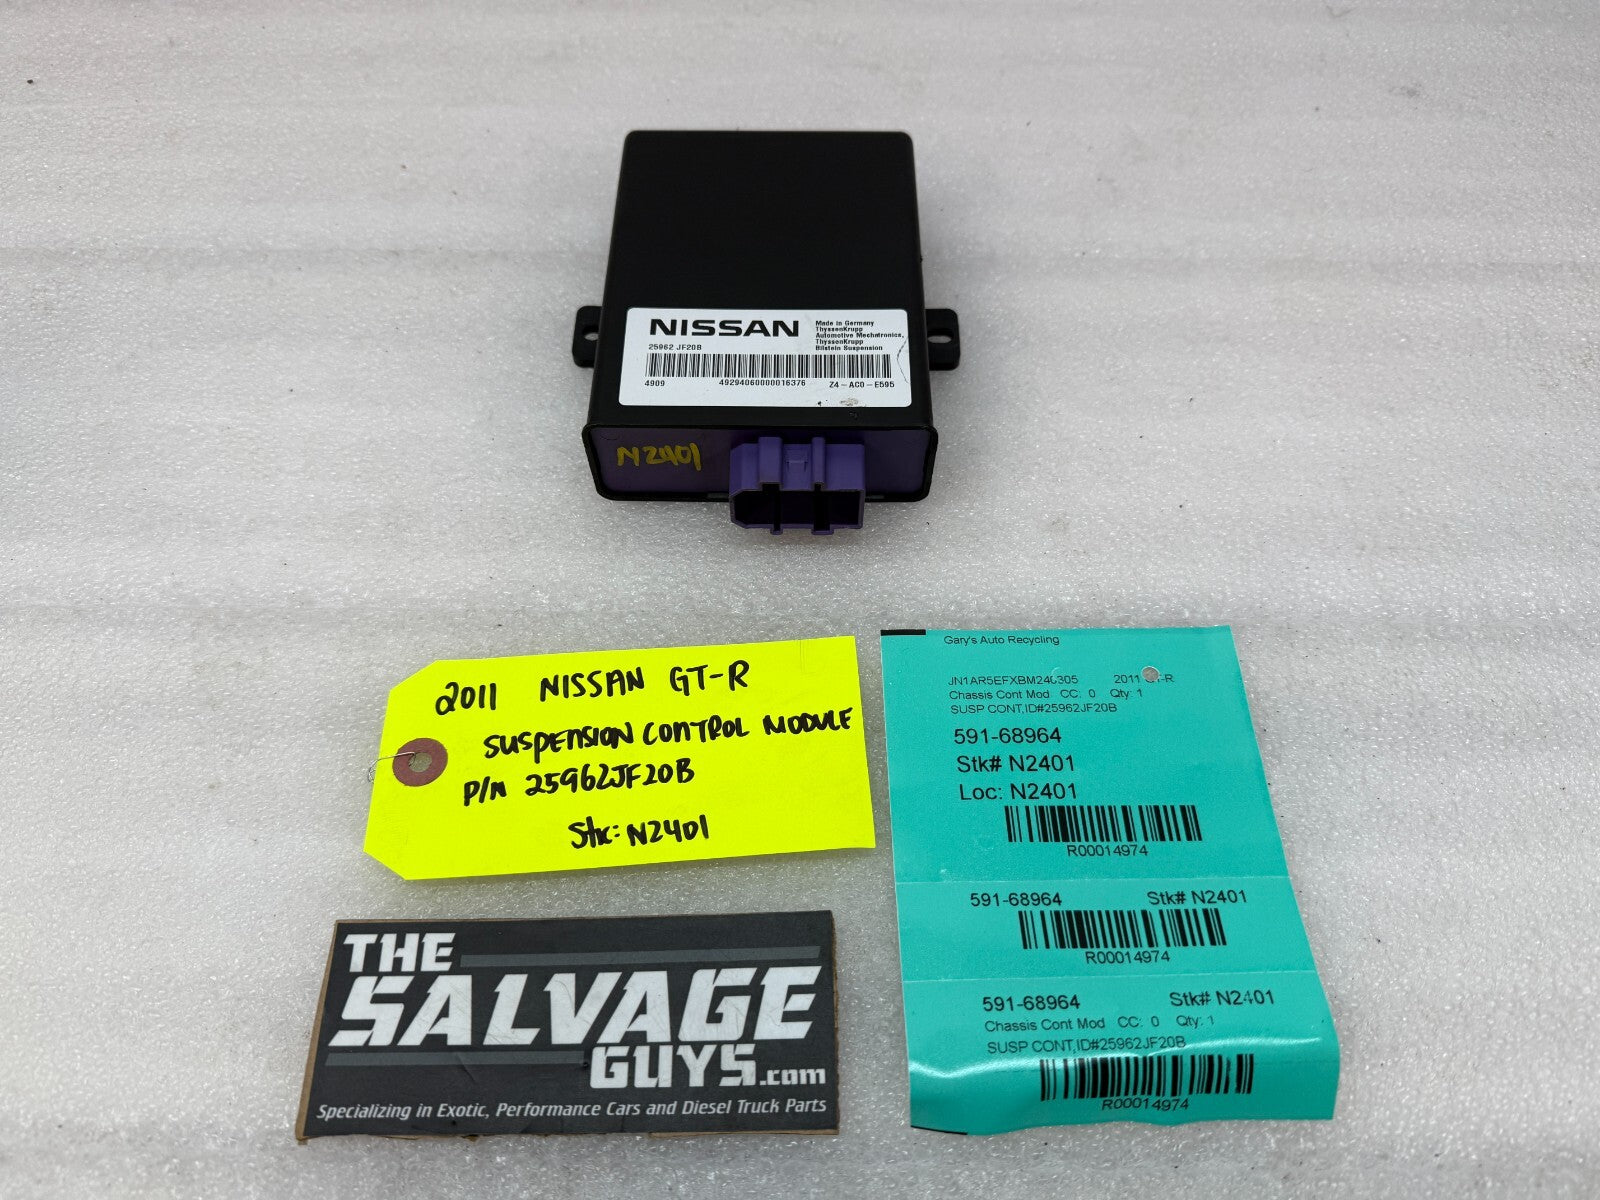 NISSAN
Made in Germany
ThyssenKrupp
Automotive Mechatronics,
ThyssenKrupp
Bilstein Suspension
25962 JF20B
4909 49294060000016376 Z4-AC0-E595
N2401
2011 NISSAN GT-R
SUSPENSION CONTROL MODULE
P/N 25962JF20B
Stk: N2401
Gary's Auto Recycling
JN1AR5EFXBM240305 2011 GT-R
Chassis Cont Mod CC: 0 Qty: 1
SUSP CONT,ID#25962JF20B
591-68964
Stk# N2401
Loc: N2401
R00014974
591-68964 Stk# N2401
R00014974
591-68964 Stk# N2401
Chassis Cont Mod CC: 0 Qty: 1
SUSP CONT,ID#25962JF20B
R00014974
THE
SALVAGE
GUYS.com
Specializing in Exotic, Performance Cars and Diesel Truck Parts